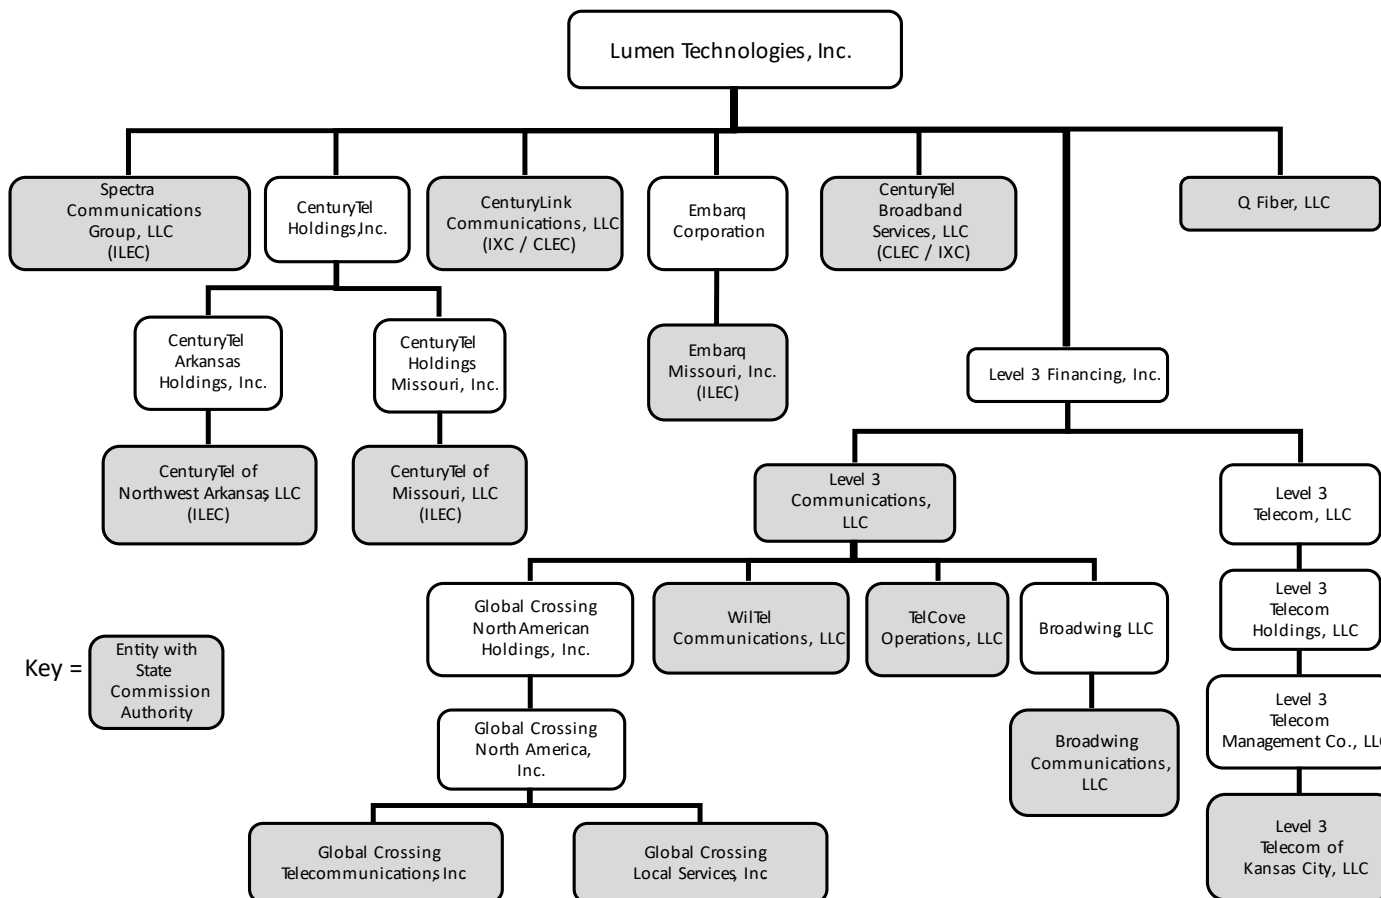 Lumen Technologies, Inc.
Spectra
Communications
Group, LLC
(ILEC)
CenturyTel
Holdings,Inc.
CenturyLink
Communications, LLC
(IXC / CLEC)
Embarq
Corporation
CenturyTel
Broadband
Services, LLC
(CLEC / IXC)
Q Fiber, LLC
CenturyTel
Arkansas
Holdings, Inc.
CenturyTel
Holdings
Missouri, Inc.
Embarq
Missouri, Inc.
(ILEC)
Level 3 Financing, Inc.
CenturyTel of
Northwest Arkansas, LLC
(ILEC)
CenturyTel of
Missouri, LLC
(ILEC)
Level 3
Communications,
LLC
Level 3
Telecom, LLC
Global Crossing
North American
Holdings, Inc.
WilTel
Communications, LLC
TelCove
Operations, LLC
Broadwing, LLC
Level 3
Telecom
Holdings, LLC
Key =
Entity with
State
Commission
Authority
Global Crossing
North America,
Inc.
Broadwing
Communications,
LLC
Level 3
Telecom
Management Co., LLC
Global Crossing
Telecommunications, Inc.
Global Crossing
Local Services, Inc.
Level 3
Telecom of
Kansas City, LLC